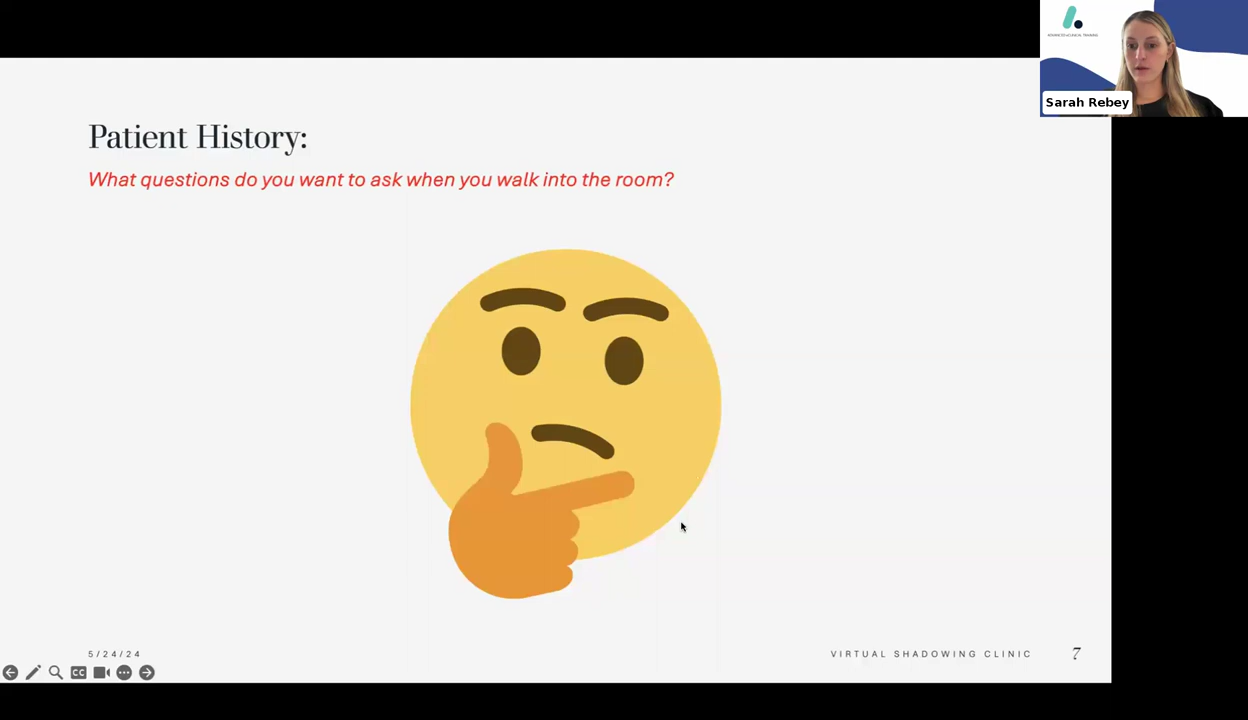 Sarah Rebey
Patient History:
What questions do you want to ask when you walk into the room?
5/24/24
VIRTUAL SHADOWING CLINIC
7
CC